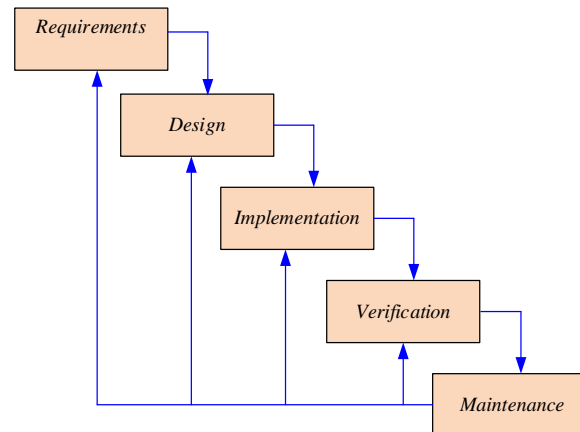 Requirements
Design
Implementation
Verification
Maintenance